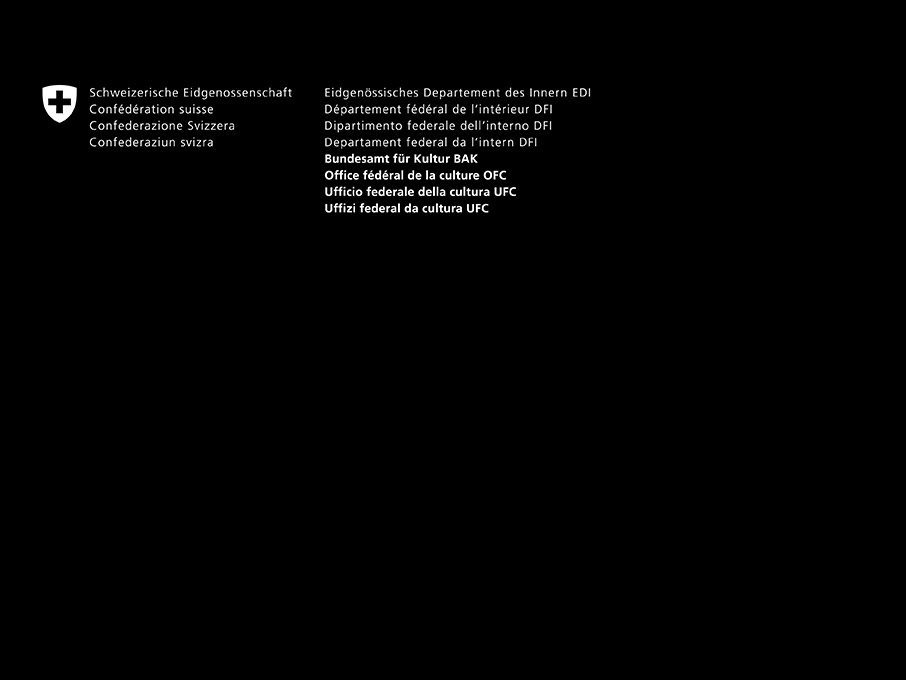 Schweizerische Eidgenossenschaft
Confédération suisse
Confederazione Svizzera
Confederaziun svizra
Eidgenössisches Departement des Innern EDI
Département fédéral de l'intérieur DFI
Dipartimento federale dell'interno DFI
Departament federal da l'intern DFI
Bundesamt für Kultur BAK
Office fédéral de la culture OFC
Ufficio federale della cultura UFC
Uffizi federal da cultura UFC